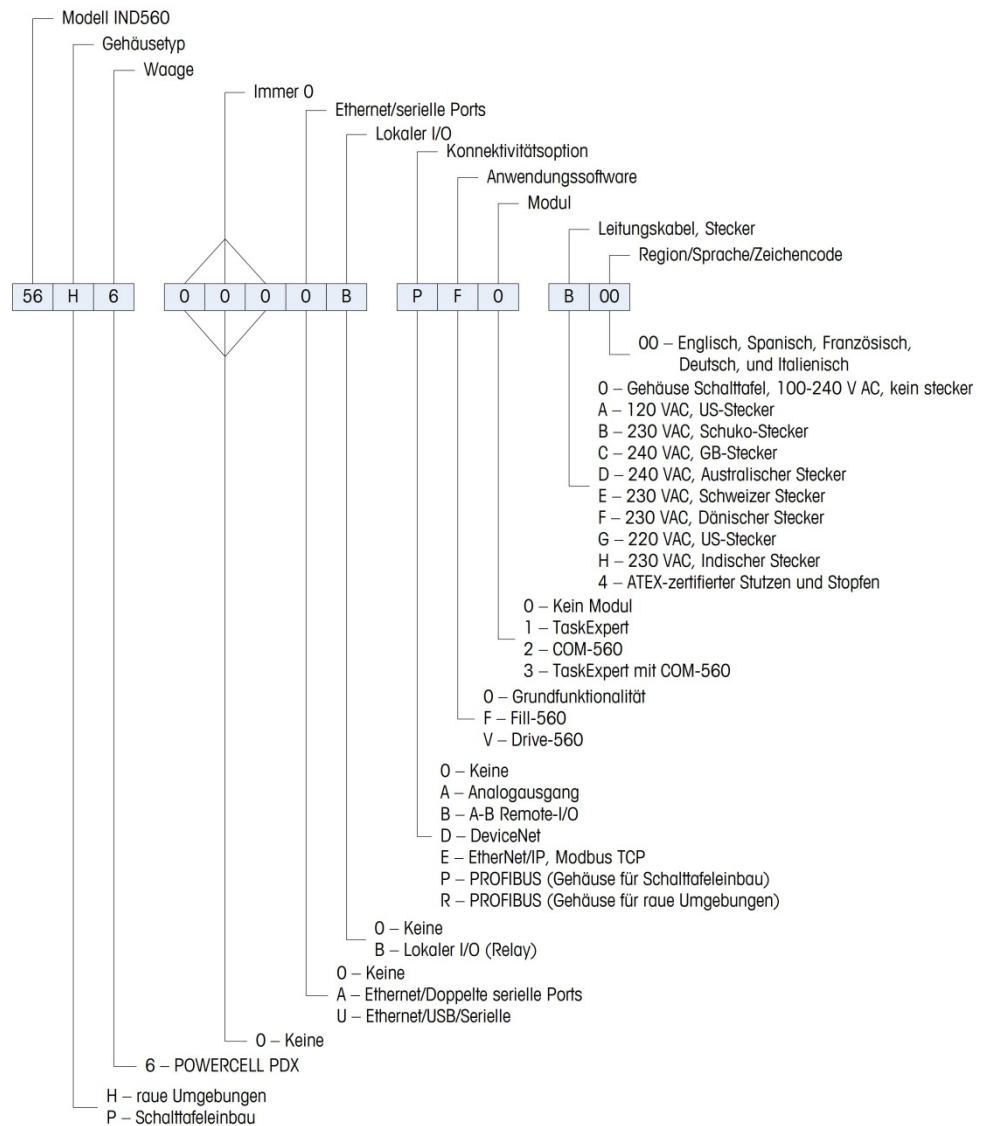 Modell IND560
Gehäusetyp
Waage
Immer 0
Ethernet/serielle Ports
Lokaler I/O
Konnektivitätsoption
Anwendungssoftware
Modul
Leitungskabel, Stecker
Region/Sprache/Zeichencode
56 H 6 0 0 0 0 B P F 0 B 00
00 – Englisch, Spanisch, Französisch,
Deutsch, und Italienisch
0 – Gehäuse Schalttafel, 100-240 V AC, kein stecker
A – 120 VAC, US-Stecker
B – 230 VAC, Schuko-Stecker
C – 240 VAC, GB-Stecker
D – 240 VAC, Australischer Stecker
E – 230 VAC, Schweizer Stecker
F – 230 VAC, Dänischer Stecker
G – 220 VAC, US-Stecker
H – 230 VAC, Indischer Stecker
4 – ATEX-zertifierter Stutzen und Stopfen
0 – Kein Modul
1 – TaskExpert
2 – COM-560
3 – TaskExpert mit COM-560
0 – Grundfunktionalität
F – Fill-560
V – Drive-560
0 – Keine
A – Analogausgang
B – A-B Remote-I/O
D – DeviceNet
E – EtherNet/IP, Modbus TCP
P – PROFIBUS (Gehäuse für Schalttafeleinbau)
R – PROFIBUS (Gehäuse für raue Umgebungen)
0 – Keine
B – Lokaler I/O (Relay)
0 – Keine
A – Ethernet/Doppelte serielle Ports
U – Ethernet/USB/Serielle
0 – Keine
6 – POWERCELL PDX
H – raue Umgebungen
P – Schalttafeleinbau